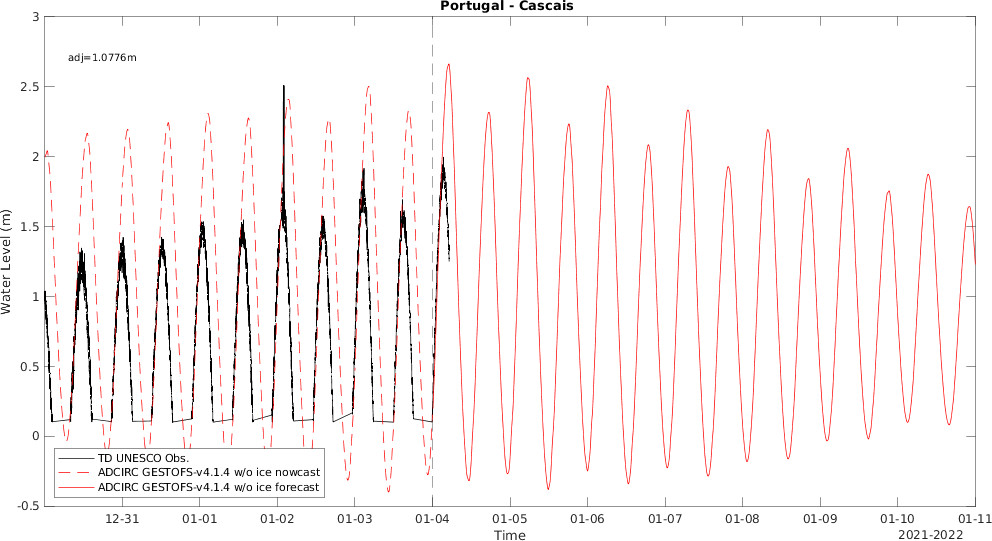 Portugal - Cascais
adj=1.0776m
Water Level (m)
3
2.5
2
1.5
1
0.5
0
-0.5
TD UNESCO Obs.
ADCIRC GESTOFS-v4.1.4 w/o ice nowcast
ADCIRC GESTOFS-v4.1.4 w/o ice forecast
12-31 01-01 01-02 01-03 01-04 01-05 01-06 01-07 01-08 01-09 01-10 01-11
Time
2021-2022